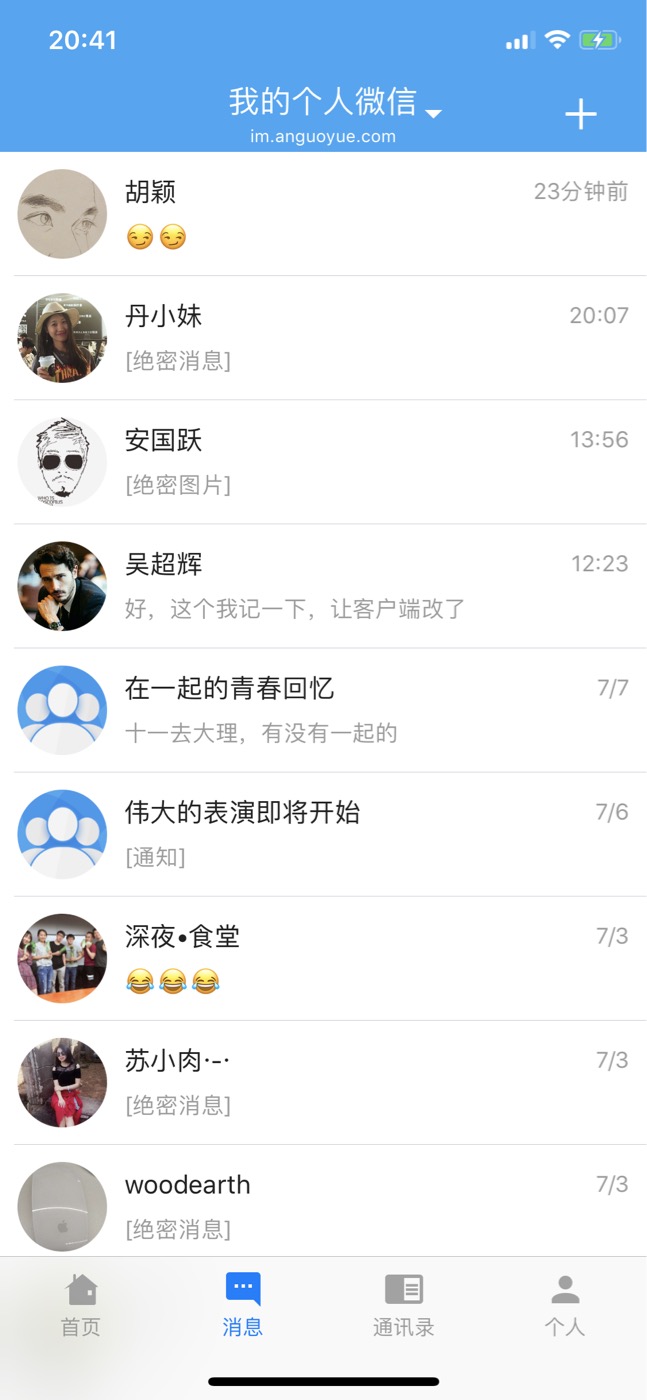 20:41
我的个人微信
im.anguoyue.com
胡颖 23分钟前
😏😏
丹小妹 20:07
[绝密消息]
安国跃 13:56
[绝密图片]
吴超辉 12:23
好，这个我记一下，让客户端改了
在一起的青春回忆 7/7
十一去大理，有没有一起的
伟大的表演即将开始 7/6
[通知]
深夜•食堂 7/3
😂😂😂
苏小肉·-· 7/3
[绝密消息]
woodearth 7/3
[绝密消息]
首页 消息 通讯录 个人